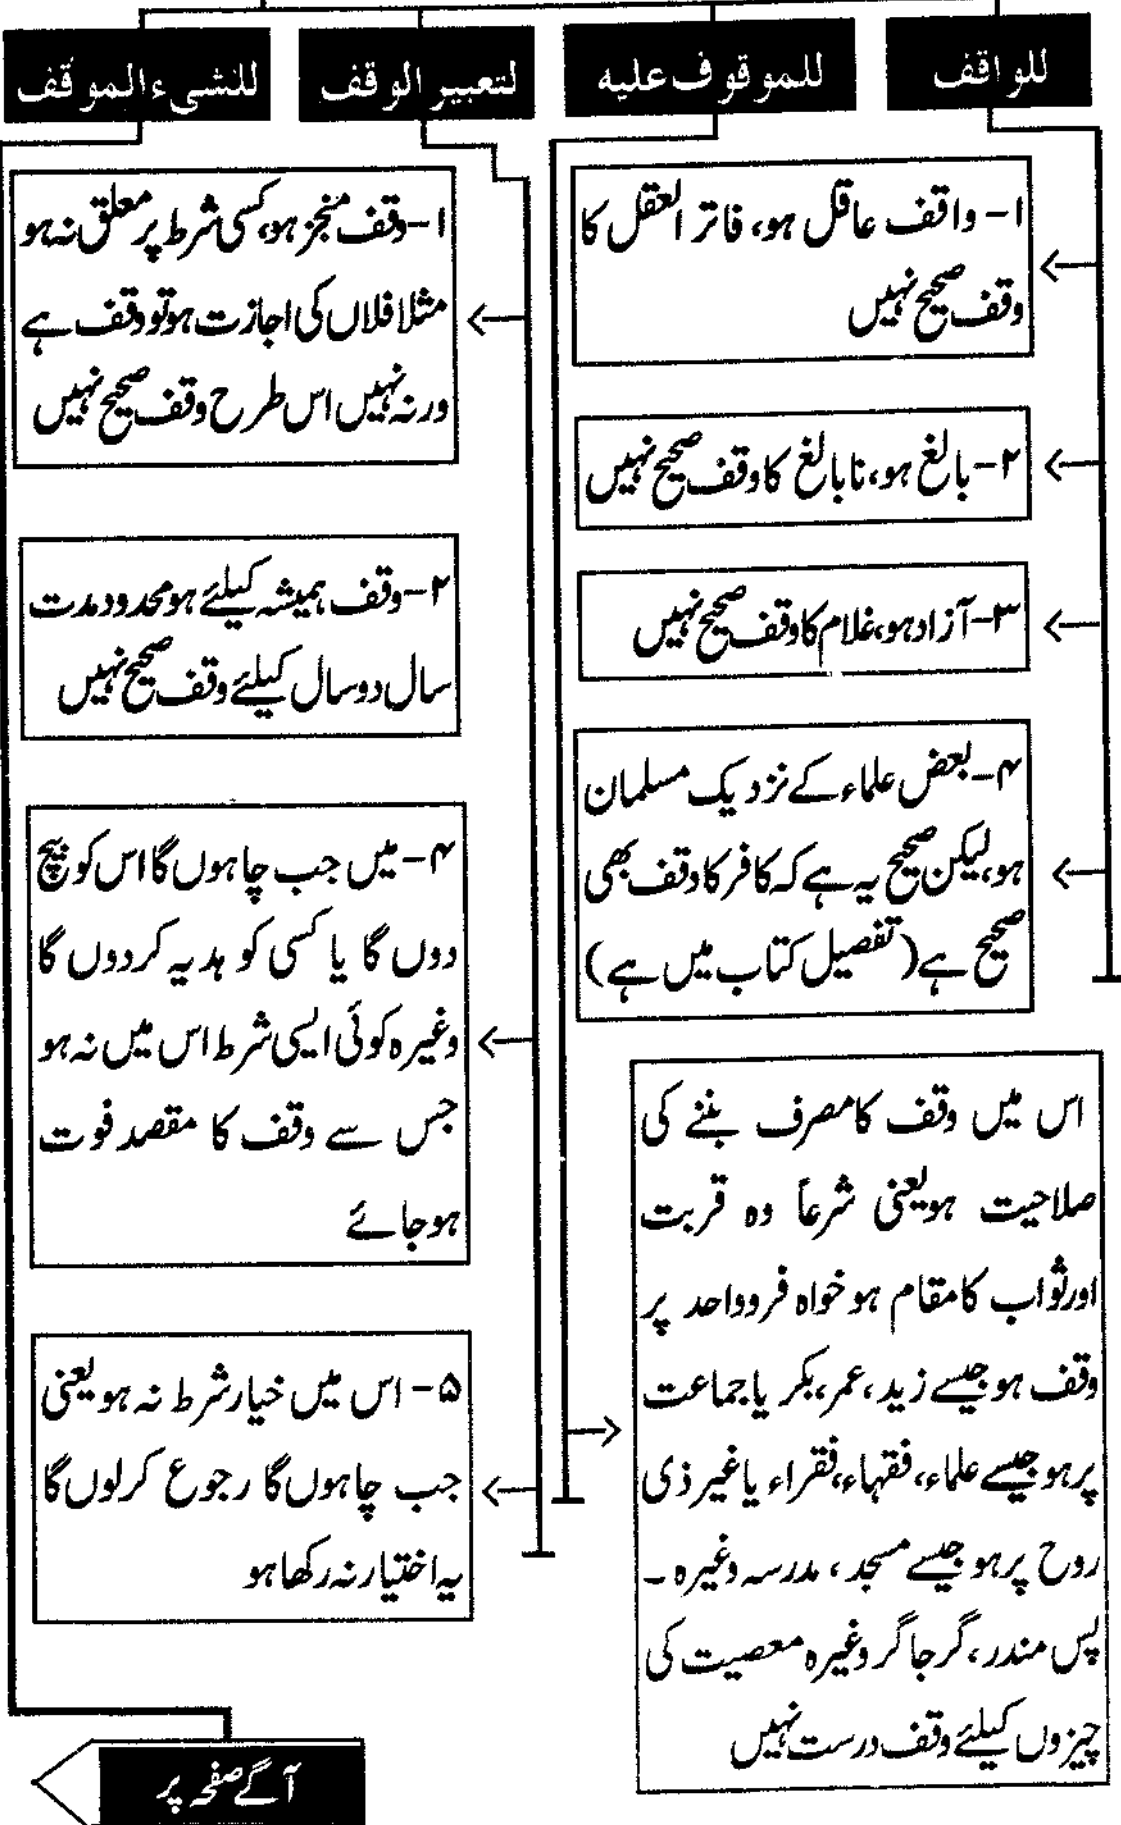 للواقف
للموقوف علیه
لتعبیر الوقف
للشیء الموقف
۱- واقف عاقل ہو، فاتر العقل کا
وقف صحیح نہیں
۲- بالغ ہو، نابالغ کا وقف صحیح نہیں
۳- آزاد ہو، غلام کا وقف صحیح نہیں
۴- بعض علماء کے نزدیک مسلمان
ہو، لیکن صحیح یہ ہے کہ کافر کا وقف بھی
صحیح ہے (تفصیل کتاب میں ہے)
اس میں وقف کا مصرف بننے کی
صلاحیت ہو یعنی شرعاً وہ قربت
اور ثواب کا مقام ہو خواہ فرو واحد پر
وقف ہو جیسے زید، عمر، بکر یا جماعت
پر ہو جیسے علماء، فقہاء، فقراء یا غیر ذی
روح پر ہو جیسے مسجد، مدرسہ وغیرہ ۔
پس مندر، گرجا گر وغیرہ معصیت کی
چیزوں کیلئے وقف درست نہیں
۱- وقف منجز ہو، کسی شرط پر معلق نہ ہو
مثلا فلاں کی اجازت ہو تو وقف ہے
ورنہ نہیں اس طرح وقف صحیح نہیں
۲- وقف ہمیشہ کیلئے ہو محدود مدت
سال دو سال کیلئے وقف صحیح نہیں
۴- میں جب چاہوں گا اس کو بیچ
دوں گا یا کسی کو ہدیہ کردوں گا
وغیرہ کوئی ایسی شرط اس میں نہ ہو
جس سے وقف کا مقصد فوت
ہوجائے
۵- اس میں خیار شرط نہ ہو یعنی
جب چاہوں گا رجوع کرلوں گا
یہ اختیار نہ رکھا ہو
آگے صفحہ پر